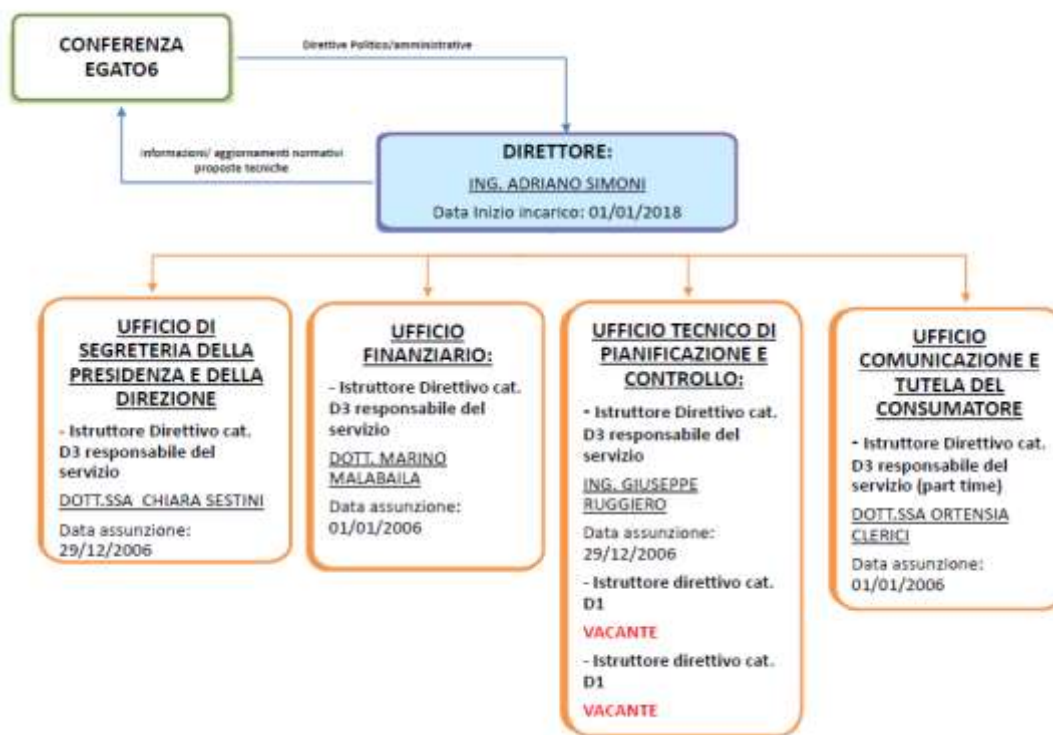 CONFERENZA
EGATO6
Direttive Politico/amministrative
Informazioni/ aggiornamenti normativi
proposte tecniche
DIRETTORE:
ING. ADRIANO SIMONI
Data Inizio incarico: 01/01/2018
UFFICIO DI
SEGRETERIA DELLA
PRESIDENZA E DELLA
DIREZIONE
- Istruttore Direttivo cat.
D3 responsabile del
servizio
DOTT.SSA CHIARA SESTINI
Data assunzione:
29/12/2006
UFFICIO
FINANZIARIO:
- Istruttore Direttivo cat.
D3 responsabile del
servizio
DOTT. MARINO
MALABAILA
Data assunzione:
01/01/2006
UFFICIO TECNICO DI
PIANIFICAZIONE E
CONTROLLO:
- Istruttore Direttivo cat.
D3 responsabile del
servizio
ING. GIUSEPPE
RUGGIERO
Data assunzione:
29/12/2006
- Istruttore direttivo cat.
D1
VACANTE
- Istruttore direttivo cat.
D1
VACANTE
UFFICIO
COMUNICAZIONE E
TUTELA DEL
CONSUMATORE
- Istruttore Direttivo cat.
D3 responsabile del
servizio (part time)
DOTT.SSA ORTENSIA
CLERICI
Data assunzione:
01/01/2006